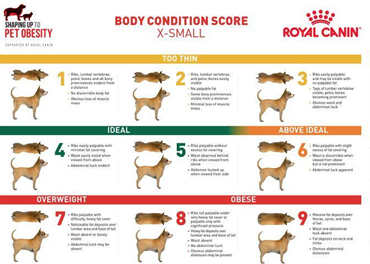 SHAPING UP TO
PET OBESITY
SUPPORTED BY ROYAL CANIN
BODY CONDITION SCORE
X-SMALL
ROYAL CANIN
TOO THIN
1
• Ribs, lumbar vertebrae,
pelvic bones and all bony
prominences evident from
a distance
• No discernible body fat
• Obvious loss of muscle
mass
2
• Ribs, lumbar vertebrae,
and pelvic bones easily
visible
• No palpable fat
• Some bony prominences
visible from a distance
• Minimal loss of muscle
mass
3
• Ribs easily palpable
and may be visible with
no palpable fat
• Tops of lumbar vertebrae
visible, pelvic bones
becoming prominent
• Obvious waist and
abdominal tuck
IDEAL
ABOVE IDEAL
4
• Ribs easily palpable with
minimal fat covering
• Waist easily noted when
viewed from above
• Abdominal tuck evident
5
• Ribs palpable without
excess fat covering
• Waist observed behind
ribs when viewed from
above
• Abdomen tucked up
when viewed from side
6
• Ribs palpable with slight
excess of fat covering
• Waist is discernible when
viewed from above
but is not prominent
• Abdominal tuck apparent
OVERWEIGHT
OBESE
7
• Ribs palpable with
difficulty, heavy fat cover
• Noticeable fat deposits over
lumbar area and base of tail
• Waist absent or barely
visible
• Abdominal tuck may be
absent
8
• Ribs not palpable under
very heavy fat cover or
palpable only with
significant pressure
• Heavy fat deposits over
lumbar area and base of tail
• Waist absent
• No abdominal tuck
• Obvious abdominal
distension may be present
9
• Massive fat deposits over
thorax, spine, and base
of tail
• Waist and abdominal
tuck absent
• Fat deposits on neck and
limbs
• Obvious abdominal
distension